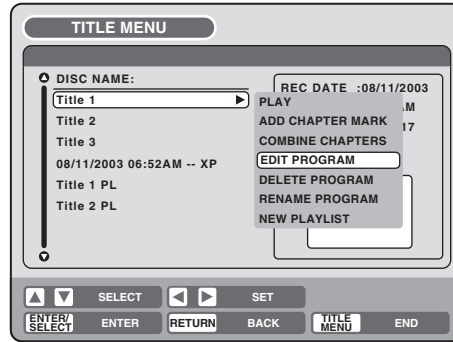 TITLE MENU
DISC NAME:
REC DATE :08/11/2003
Title 1
PLAY
AM
Title 2
ADD CHAPTER MARK
17
Title 3
COMBINE CHAPTERS
08/11/2003 06:52AM -- XP
EDIT PROGRAM
Title 1 PL
DELETE PROGRAM
Title 2 PL
RENAME PROGRAM
NEW PLAYLIST
SELECT SET
ENTER/SELECT ENTER RETURN BACK TITLE MENU END